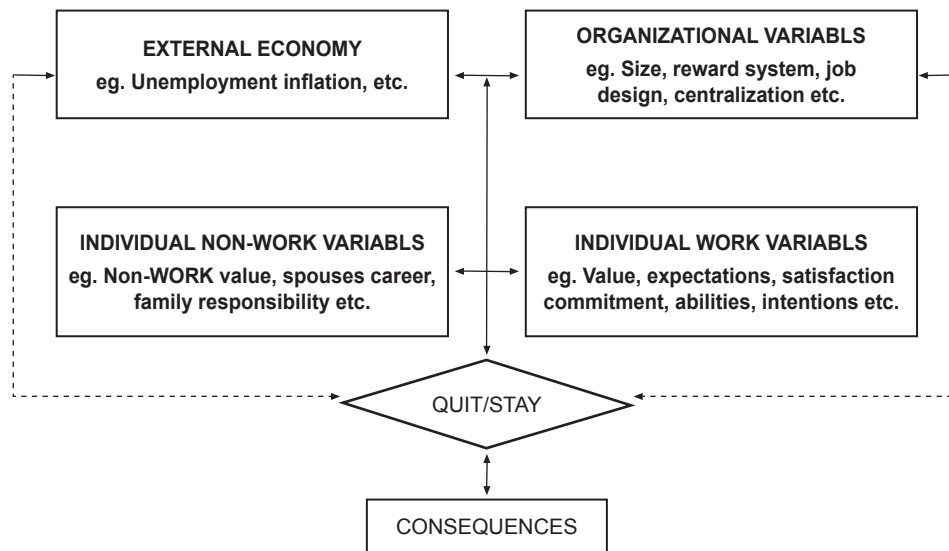 EXTERNAL ECONOMY
eg. Unemployment inflation, etc.
ORGANIZATIONAL VARIABLS
eg. Size, reward system, job
design, centralization etc.
INDIVIDUAL NON-WORK VARIABLS
eg. Non-WORK value, spouses career,
family responsibility etc.
INDIVIDUAL WORK VARIABLS
eg. Value, expectations, satisfaction
commitment, abilities, intentions etc.
QUIT/STAY
CONSEQUENCES